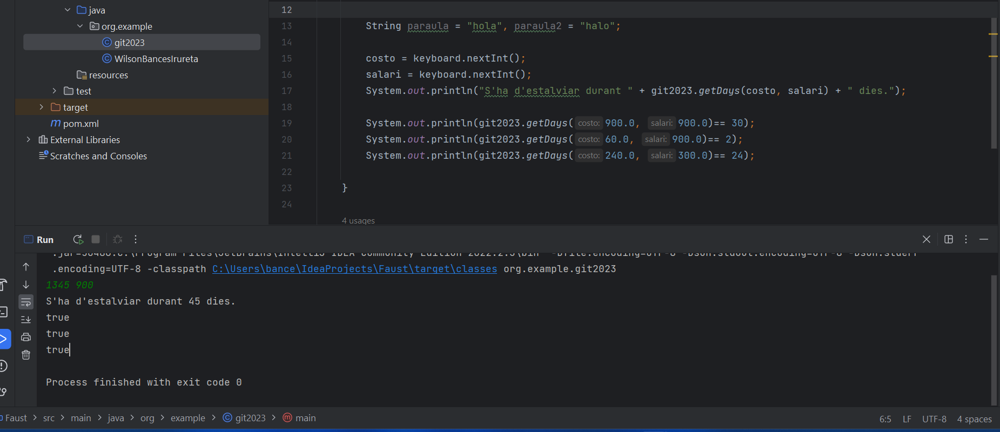 java
org.example
git2023
WilsonBancesIrureta
resources
test
target
pom.xml
External Libraries
Scratches and Consoles
12
13 String paraula = "hola", paraula2 = "halo";
14
15 costo = keyboard.nextInt();
16 salari = keyboard.nextInt();
17 System.out.println("S'ha d'estalviar durant " + git2023.getDays(costo, salari) + " dies.");
18
19 System.out.println(git2023.getDays( costo: 900.0, salari: 900.0)== 30);
20 System.out.println(git2023.getDays( costo: 60.0, salari: 900.0)== 2);
21 System.out.println(git2023.getDays( costo: 240.0, salari: 300.0)== 24);
22
23 }
24
4 usages
Run
.encoding=UTF-8 -classpath C:\Users\bance\IdeaProjects\Faust\target\classes org.example.git2023
1345 900
S'ha d'estalviar durant 45 dies.
true
true
true
Process finished with exit code 0
Faust > src > main > java > org > example > git2023 > main
6:5 LF UTF-8 4 spaces